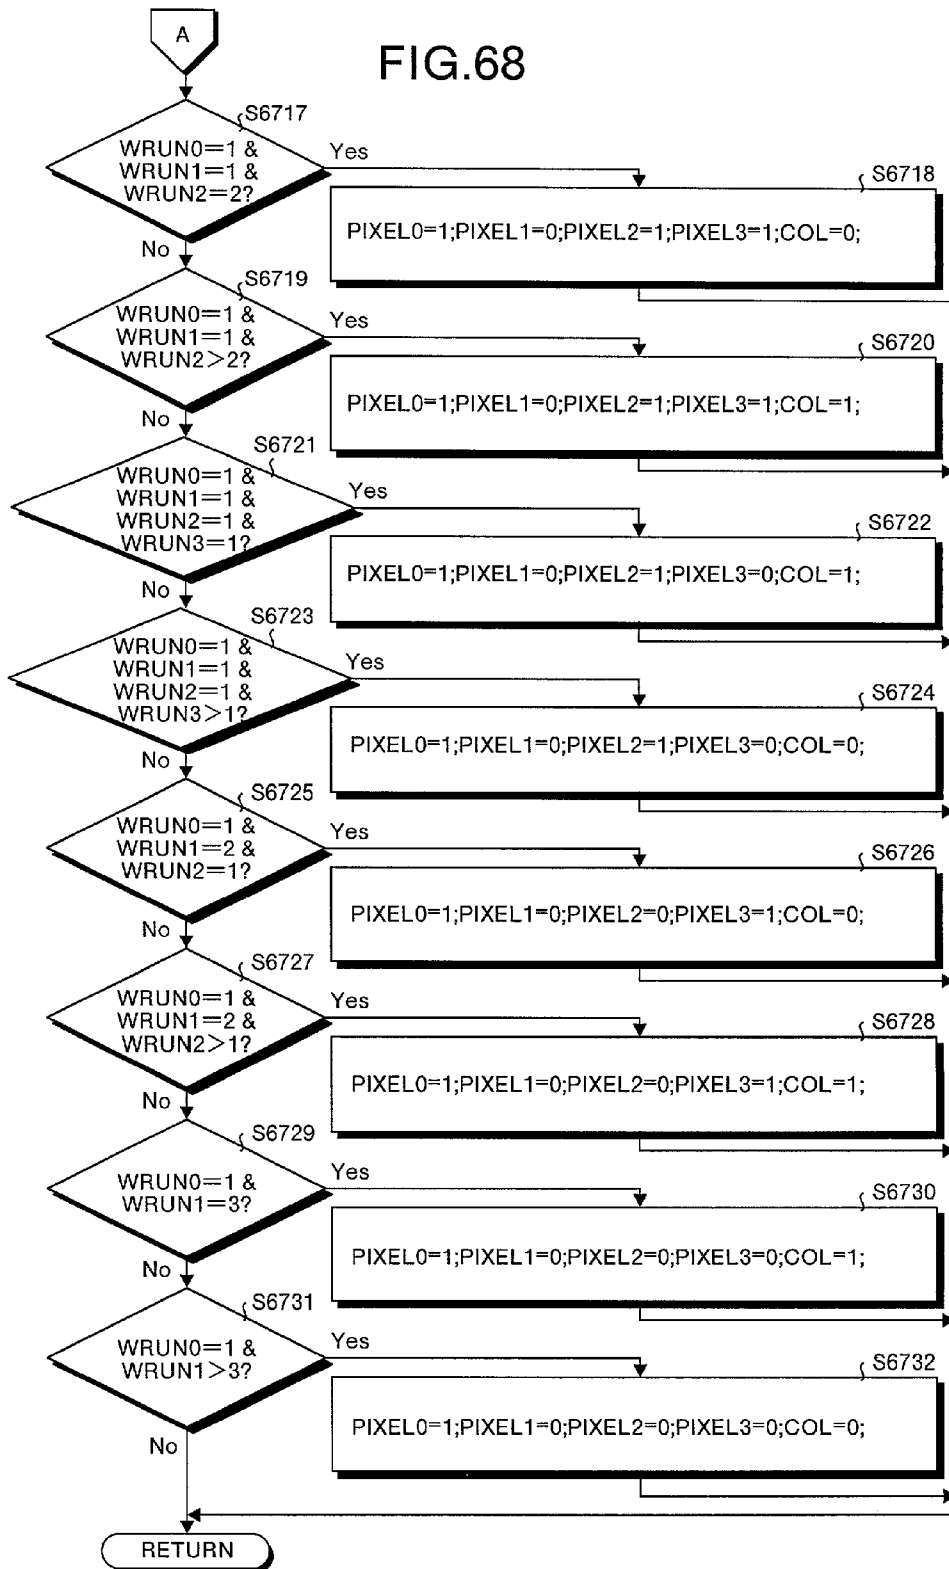 A
FIG.68
S6717
WRUN0=1 &
WRUN1=1 &
WRUN2=2?
Yes
No
S6718
PIXEL0=1;PIXEL1=0;PIXEL2=1;PIXEL3=1;COL=0;
S6719
WRUN0=1 &
WRUN1=1 &
WRUN2>2?
Yes
No
S6720
PIXEL0=1;PIXEL1=0;PIXEL2=1;PIXEL3=1;COL=1;
S6721
WRUN0=1 &
WRUN1=1 &
WRUN2=1 &
WRUN3=1?
Yes
No
S6722
PIXEL0=1;PIXEL1=0;PIXEL2=1;PIXEL3=0;COL=1;
S6723
WRUN0=1 &
WRUN1=1 &
WRUN2=1 &
WRUN3>1?
Yes
No
S6724
PIXEL0=1;PIXEL1=0;PIXEL2=1;PIXEL3=0;COL=0;
S6725
WRUN0=1 &
WRUN1=2 &
WRUN2=1?
Yes
No
S6726
PIXEL0=1;PIXEL1=0;PIXEL2=0;PIXEL3=1;COL=0;
S6727
WRUN0=1 &
WRUN1=2 &
WRUN2>1?
Yes
No
S6728
PIXEL0=1;PIXEL1=0;PIXEL2=0;PIXEL3=1;COL=1;
S6729
WRUN0=1 &
WRUN1=3?
Yes
No
S6730
PIXEL0=1;PIXEL1=0;PIXEL2=0;PIXEL3=0;COL=1;
S6731
WRUN0=1 &
WRUN1>3?
Yes
No
S6732
PIXEL0=1;PIXEL1=0;PIXEL2=0;PIXEL3=0;COL=0;
RETURN